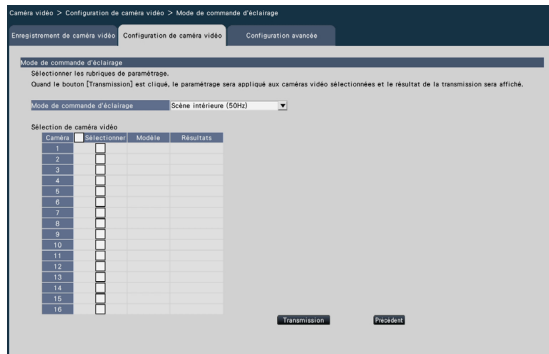 Caméra vidéo > Configuration de caméra vidéo > Mode de commande d'éclairage
Enregistrement de caméra vidéo Configuration de caméra vidéo Configuration avancée
Mode de commande d'éclairage
Sélectionner les rubriques de paramétrage.
Quand le bouton [Transmission] est cliqué, le paramétrage sera appliqué aux caméras vidéo sélectionnées et le résultat de la transmission sera affiché.
Mode de commande d'éclairage Scène intérieure (50Hz)
Sélection de caméra vidéo
Caméra Sélectionner Modèle Résultats
1
2
3
4
5
6
7
8
9
10
11
12
13
14
15
16
Transmission Precédent